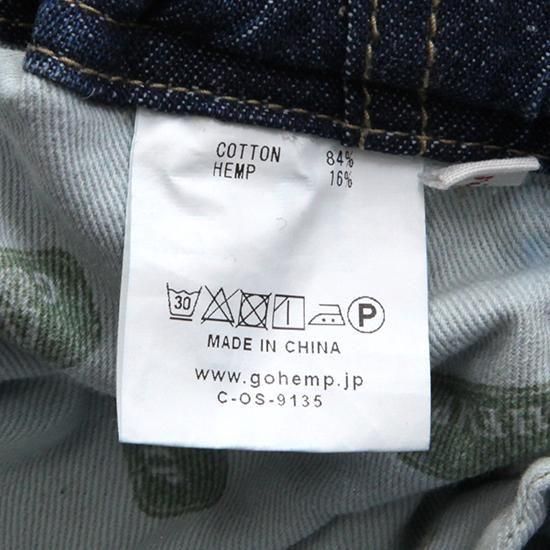 COTTON 84%
HEMP 16%
30 P
MADE IN CHINA
www.gohemp.jp
C-OS-9135